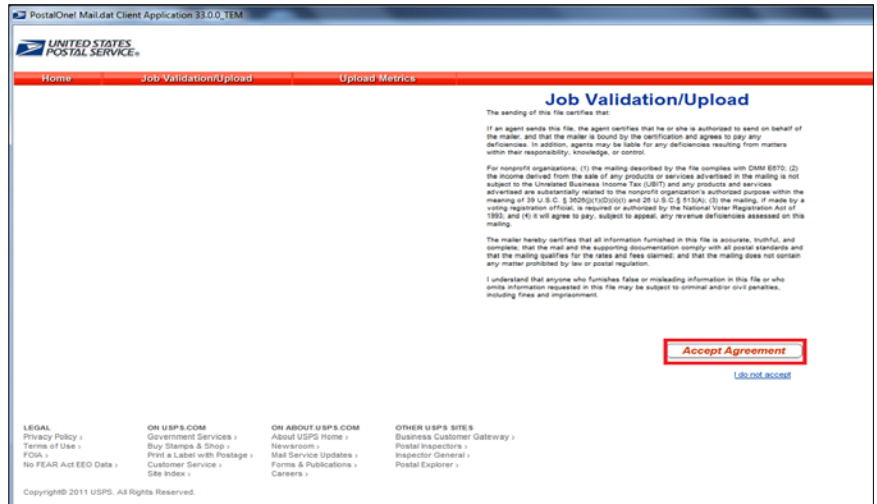 PostalOne! Mail.dat Client Application 33.0.0_TEM
UNITED STATES
POSTAL SERVICE®
Home Job Validation/Upload Upload Metrics
Job Validation/Upload
The sending of this file certifies that:
If an agent sends this file, the agent certifies that he or she is authorized to send on behalf of
the mailer, and that the mailer is bound by the certification and agrees to pay any
deficiencies. In addition, agents may be liable for any deficiencies resulting from matters
within their responsibility, knowledge, or control.
For nonprofit organizations; (1) the mailing described by the file complies with DMM E670; (2)
the income derived from the sale of any products or services advertised in the mailing is not
subject to the Unrelated Business Income Tax (UBIT) and any products and services
advertised are substantially related to the nonprofit organization's authorized purpose within the
meaning of 39 U.S.C. § 3626(j)(1)(D)(ii)(I) and 26 U.S.C.§ 513(A); (3) the mailing, if made by a
voting registration official, is required or authorized by the National Voter Registration Act of
1993; and (4) it will agree to pay, subject to appeal, any revenue deficiencies assessed on this
mailing.
The mailer hereby certifies that all information furnished in this file is accurate, truthful, and
complete; that the mail and the supporting documentation comply with all postal standards and
that the mailing qualifies for the rates and fees claimed; and that the mailing does not contain
any matter prohibited by law or postal regulation.
I understand that anyone who furnishes false or misleading information in this file or who
omits information requested in this file may be subject to criminal and/or civil penalties,
including fines and imprisonment.
Accept Agreement
I do not accept
LEGAL
Privacy Policy ›
Terms of Use ›
FOIA ›
No FEAR Act EEO Data ›
ON USPS.COM
Government Services ›
Buy Stamps & Shop ›
Print a Label with Postage ›
Customer Service ›
Site Index ›
ON ABOUT.USPS.COM
About USPS Home ›
Newsroom ›
Mail Service Updates ›
Forms & Publications ›
Careers ›
OTHER USPS SITES
Business Customer Gateway ›
Postal Inspectors ›
Inspector General ›
Postal Explorer ›
Copyright© 2011 USPS. All Rights Reserved.